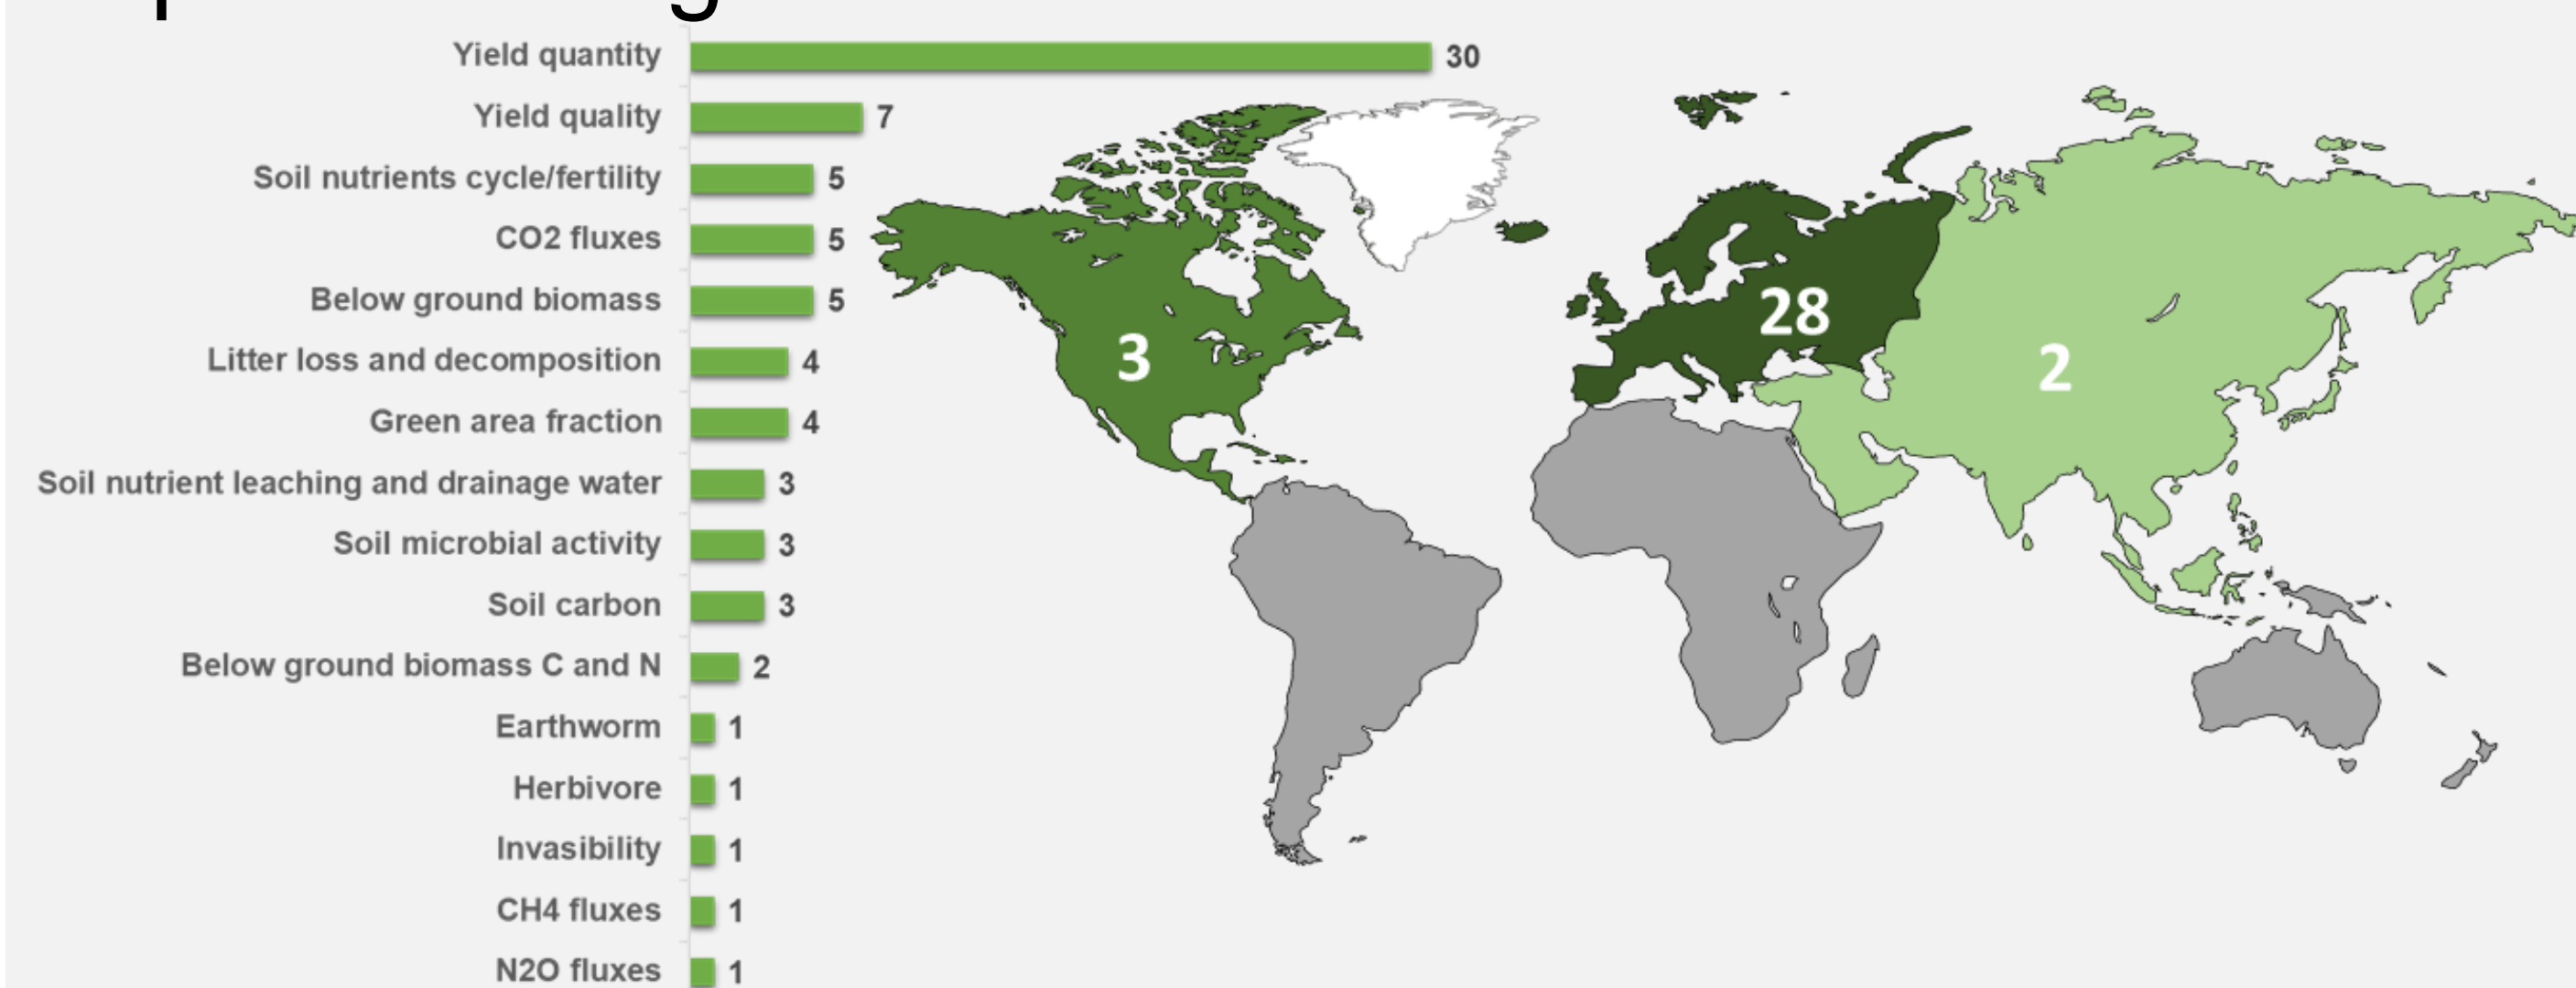 Yield quantity 30
Yield quality 7
Soil nutrients cycle/fertility 5
CO2 fluxes 5
Below ground biomass 5
Litter loss and decomposition 4
Green area fraction 4
Soil nutrient leaching and drainage water 3
Soil microbial activity 3
Soil carbon 3
Below ground biomass C and N 2
Earthworm 1
Herbivore 1
Invasibility 1
CH4 fluxes 1
N2O fluxes 1
3
28
2